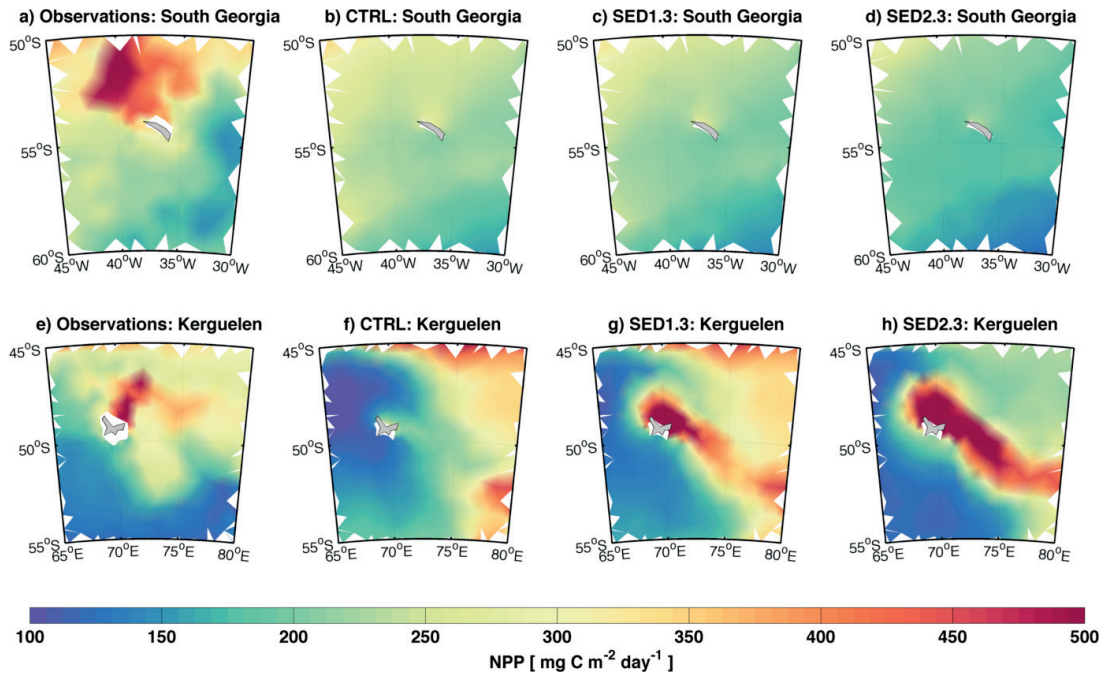 a) Observations: South Georgia
b) CTRL: South Georgia
c) SED1.3: South Georgia
d) SED2.3: South Georgia
50°S
50°S
50°S
50°S
55°S
55°S
55°S
55°S
60°S
60°S
60°S
60°S
45°W 40°W 35°W 30°W
45°W 40°W 35°W 30°W
45°W 40°W 35°W 30°W
45°W 40°W 35°W 30°W
e) Observations: Kerguelen
f) CTRL: Kerguelen
g) SED1.3: Kerguelen
h) SED2.3: Kerguelen
45°S
45°S
45°S
45°S
50°S
50°S
50°S
50°S
55°S
55°S
55°S
55°S
65°E 70°E 75°E 80°E
65°E 70°E 75°E 80°E
65°E 70°E 75°E 80°E
65°E 70°E 75°E 80°E
100 150 200 250 300 350 400 450 500
NPP [ mg C m⁻² day⁻¹ ]